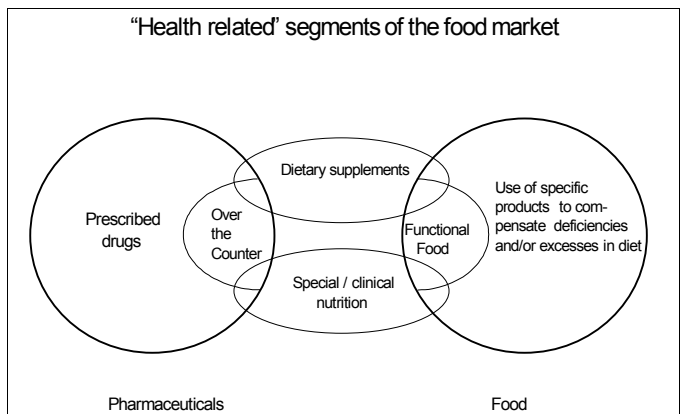 “Health related” segments of the food market
Dietary supplements
Prescribed
drugs
Over
the
Counter
Functional
Food
Use of specific
products to com-
pensate deficiencies
and/or excesses in diet
Special / clinical
nutrition
Pharmaceuticals
Food